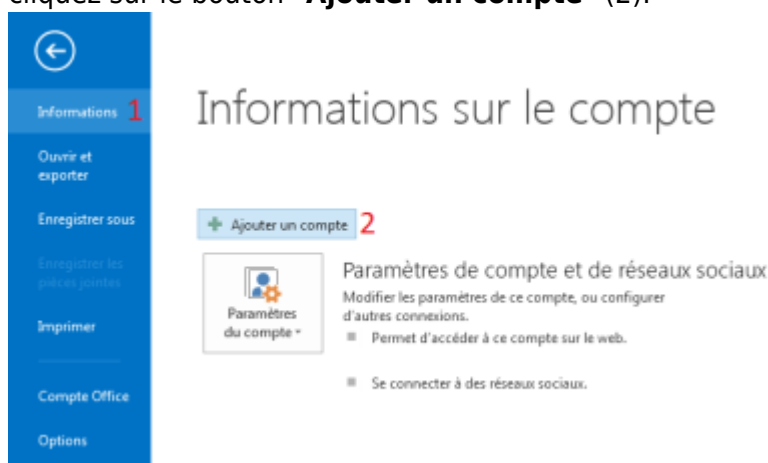 cliquez sur le bouton "Ajouter un compte" (2).
Informations 1
Ouvrir et
exporter
Enregistrer sous
Enregistrer les
pièces jointes
Imprimer
Compte Office
Options
Informations sur le compte
+ Ajouter un compte 2
Paramètres
du compte
Paramètres de compte et de réseaux sociaux
Modifier les paramètres de ce compte, ou configurer
d'autres connexions.
Permet d'accéder à ce compte sur le web.
Se connecter à des réseaux sociaux.